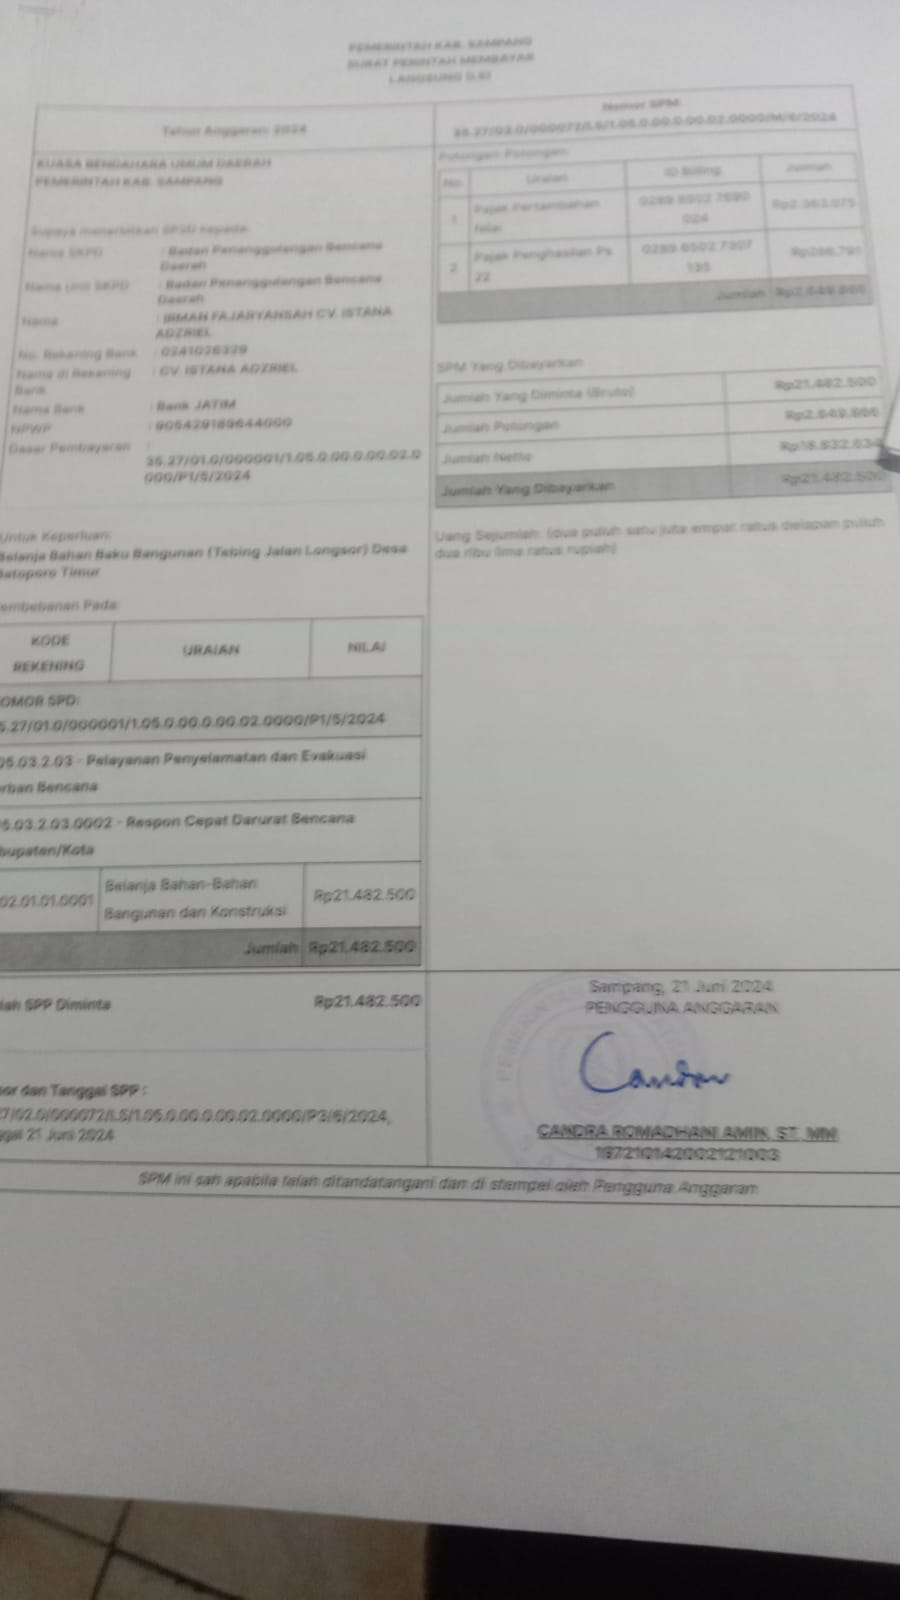 PEMERINTAH KAB. SAMPANG
SURAT PERINTAH MEMBAYAR
LANGSUNG (LS)
Tahun Anggaran: 2024
Nomor SPM:
35.27/03.0/000072/LS/1.05.0.00.0.00.02.0000/M/6/2024
KUASA BENDAHARA UMUM DAERAH
PEMERINTAH KAB. SAMPANG
Supaya menerbitkan SP2D kepada:
Nama SKPD : Badan Penanggulangan Bencana
Daerah
Nama Unit SKPD : Badan Penanggulangan Bencana
Daerah
Nama : IRMAN FAJARYANSAH CV. ISTANA
ADZRIEL
No. Rekening Bank : 0241026329
Nama di Rekening : CV. ISTANA ADZRIEL
Bank
Nama Bank : Bank JATIM
NPWP : 905429189644000
Dasar Pembayaran :
35.27/01.0/000001/1.05.0.00.0.00.02.0
000/P1/5/2024
Untuk Keperluan:
Belanja Bahan Baku Bangunan (Tebing Jalan Longsor) Desa
Batoporo Timur
Pembebanan Pada:
KODE
REKENING
URAIAN
NILAI
OMOR SPD:
5.27/01.0/000001/1.05.0.00.0.00.02.0000/P1/5/2024
05.03.2.03 - Pelayanan Penyelamatan dan Evakuasi
rban Bencana
5.03.2.03.0002 - Respon Cepat Darurat Bencana
bupaten/Kota
02.01.01.0001
Belanja Bahan-Bahan
Bangunan dan Konstruksi
Rp21.482.500
Jumlah Rp21.482.500
lah SPP Diminta Rp21.482.500
or dan Tanggal SPP :
27/02.0/000072/LS/1.05.0.00.0.00.02.0000/P3/6/2024,
ggal 21 Juni 2024
Potongan-Potongan:
No. Uraian ID Billing Jumlah
1 Pajak Pertambahan
Nilai
0289 6502 7690
024
Rp2.363.075
2 Pajak Penghasilan Ps
22
0289 6502 7307
135
Rp286.791
Jumlah Rp2.649.866
SPM Yang Dibayarkan
Jumlah Yang Diminta (Bruto) Rp21.482.500
Jumlah Potongan Rp2.649.866
Jumlah Netto Rp18.832.634
Jumlah Yang Dibayarkan Rp21.482.500
Uang Sejumlah: (dua puluh satu juta empat ratus delapan puluh
dua ribu lima ratus rupiah)
Sampang, 21 Juni 2024
PENGGUNA ANGGARAN
Candra
CANDRA ROMADHANI AMIN, ST, MM
197210142002121003
SPM ini sah apabila telah ditandatangani dan di stempel oleh Pengguna Anggaran